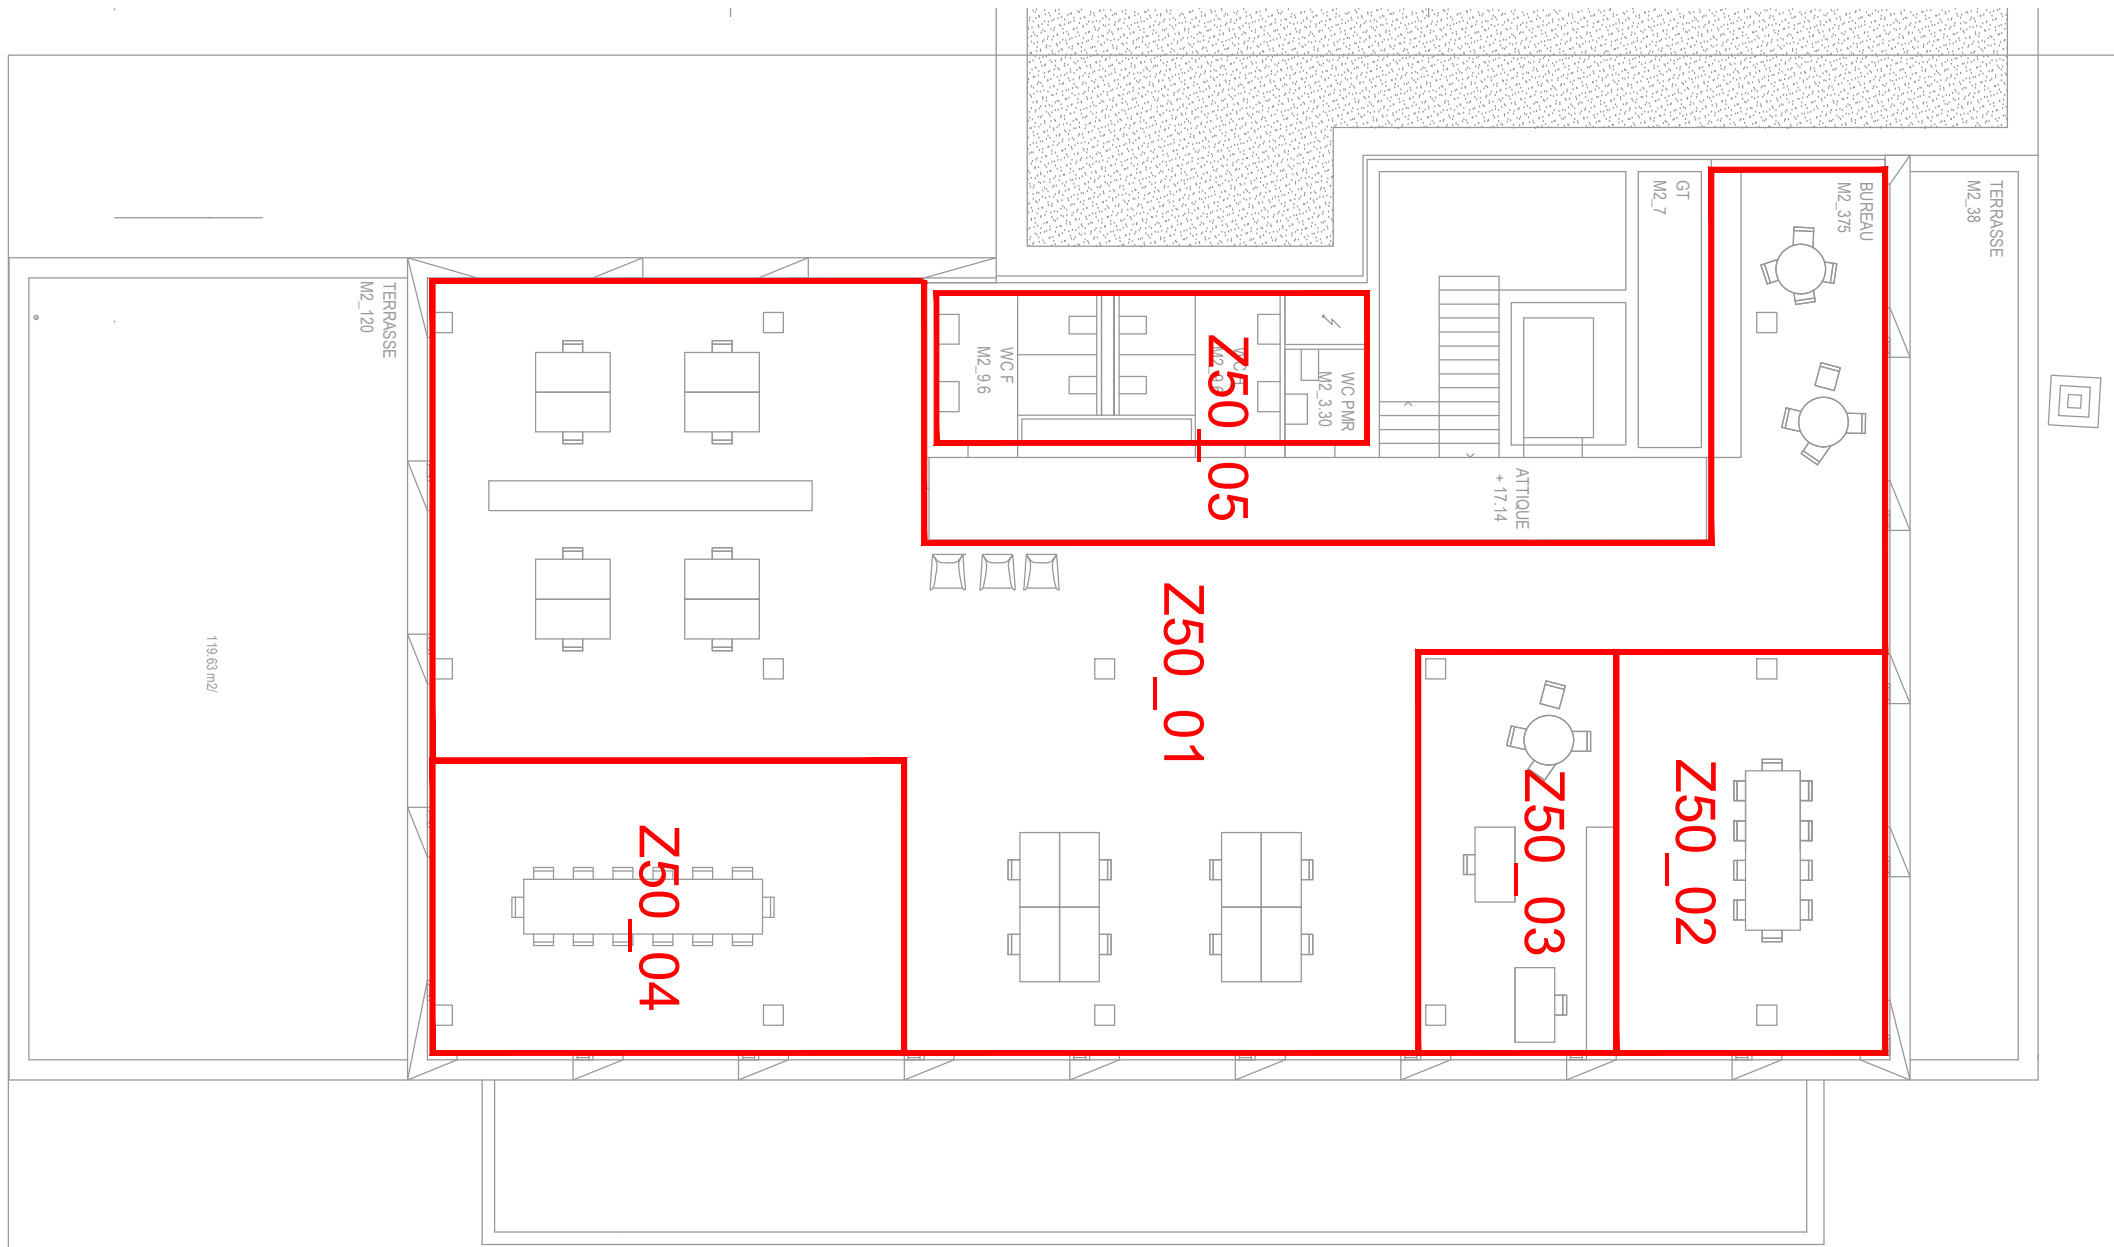 TERRASSE
M2_38
BUREAU
M2_375
GT
M2_7
ATTIQUE
+ 17.14
WC PMR
M2_3.30
Z50_05
WC F
M2_9.6
TERRASSE
M2_120
119.63 m2/
Z50_01
Z50_02
Z50_03
Z50_04